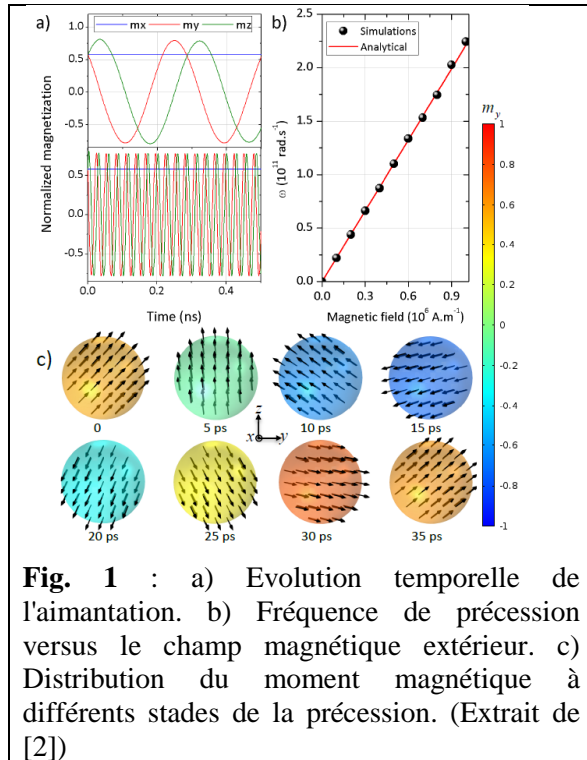 a)
mx my mz
1.0
0.5
0.0
-0.5
0.5
0.0
-0.5
0.0 0.2 0.4
Normalized magnetization
Time (ns)
b)
Simulations
Analytical
2.5
2.0
1.5
1.0
0.5
0.0
0.0 0.3 0.6 0.9
ω (10¹¹ rad.s⁻¹)
Magnetic field (10⁶ A.m⁻¹)
m_y
1
0.8
0.6
0.4
0.2
0
-0.2
-0.4
-0.6
-0.8
-1
c)
0 5 ps 10 ps 15 ps
z
x y
20 ps 25 ps 30 ps 35 ps
Fig. 1 : a) Evolution temporelle de
l'aimantation. b) Fréquence de précession
versus le champ magnétique extérieur. c)
Distribution du moment magnétique à
différents stades de la précession. (Extrait de
[2])